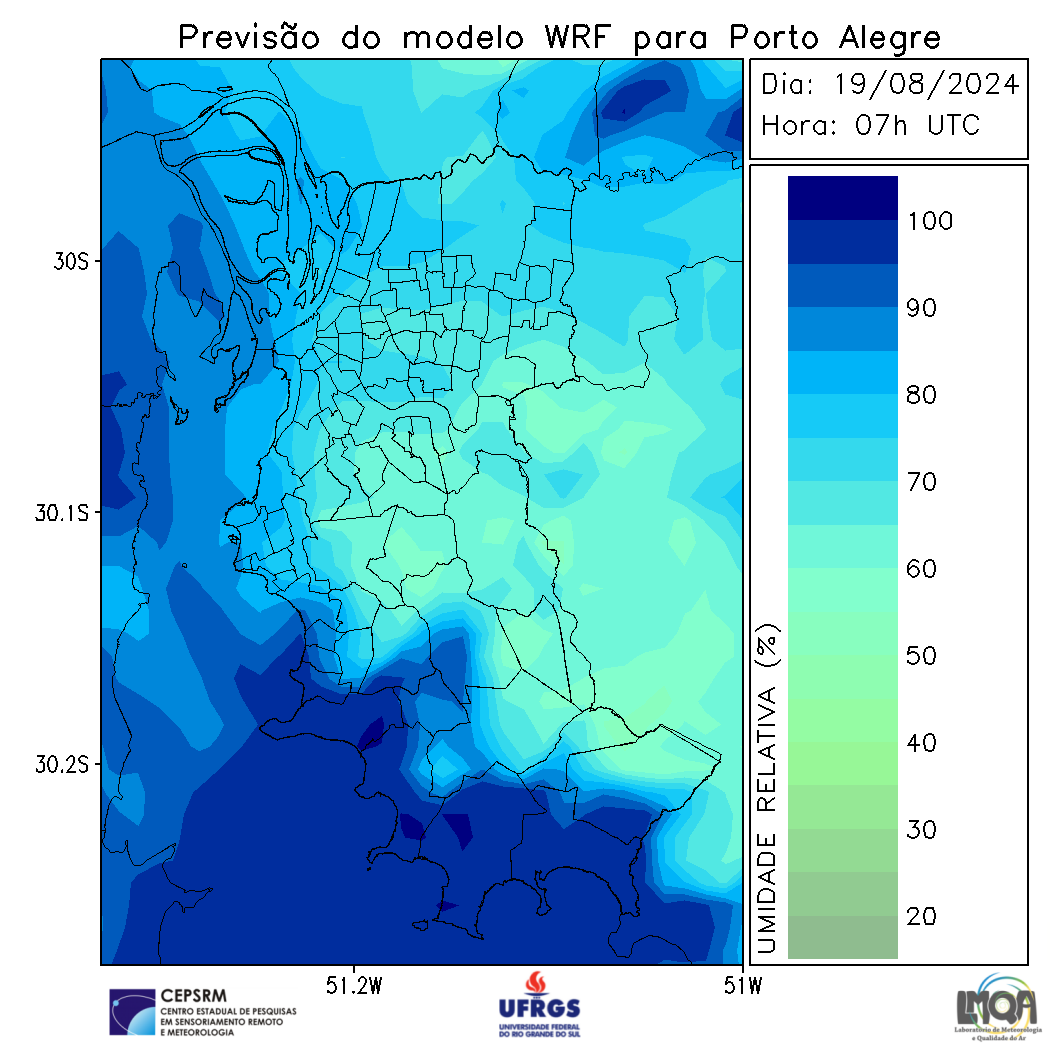 Previsão do modelo WRF para Porto Alegre
Dia: 19/08/2024
Hora: 07h UTC
30S
30.1S
30.2S
51.2W
51W
UMIDADE RELATIVA (%)
100
90
80
70
60
50
40
30
20
CEPSRM
CENTRO ESTADUAL DE PESQUISAS
EM SENSORIAMENTO REMOTO
E METEOROLOGIA
UFRGS
UNIVERSIDADE FEDERAL
DO RIO GRANDE DO SUL
LMQA
Laboratório de Meteorologia
e Qualidade do Ar